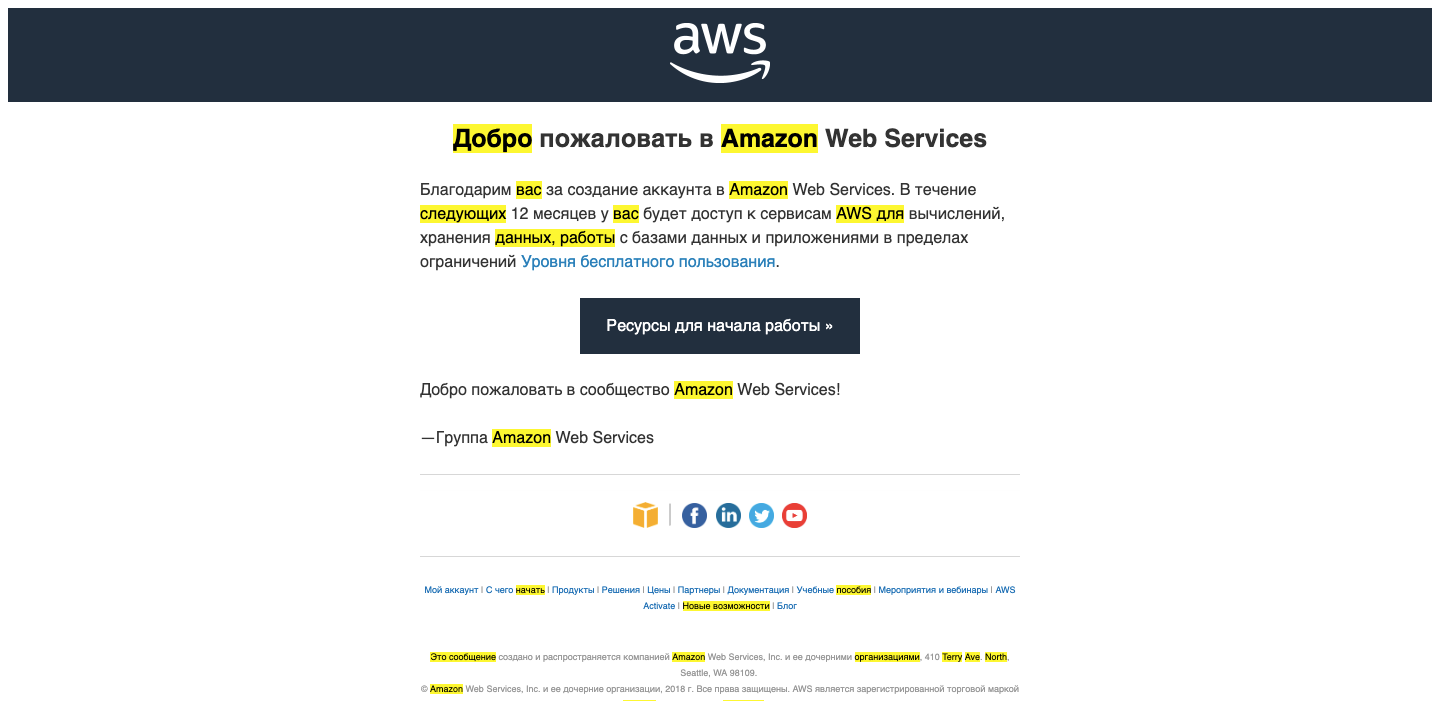 aws
Добро пожаловать в Amazon Web Services
Благодарим вас за создание аккаунта в Amazon Web Services. В течение
следующих 12 месяцев у вас будет доступ к сервисам AWS для вычислений,
хранения данных, работы с базами данных и приложениями в пределах
ограничений Уровня бесплатного пользования.
Ресурсы для начала работы »
Добро пожаловать в сообщество Amazon Web Services!
—Группа Amazon Web Services
Мой аккаунт | С чего начать | Продукты | Решения | Цены | Партнеры | Документация | Учебные пособия | Мероприятия и вебинары | AWS
Activate | Новые возможности | Блог
Это сообщение создано и распространяется компанией Amazon Web Services, Inc. и ее дочерними организациями, 410 Terry Ave. North,
Seattle, WA 98109.
© Amazon Web Services, Inc. и ее дочерние организации, 2018 г. Все права защищены. AWS является зарегистрированной торговой маркой